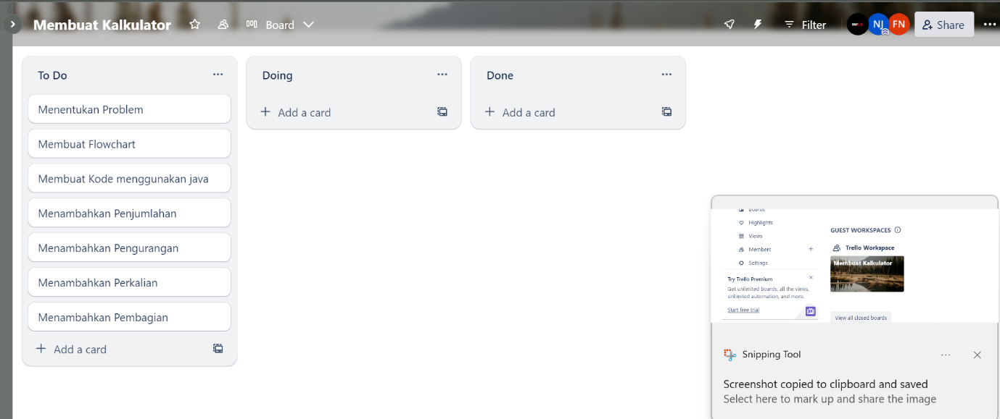 Membuat Kalkulator
Board
Filter
NJ
FN
Share
To Do
Menentukan Problem
Membuat Flowchart
Membuat Kode menggunakan java
Menambahkan Penjumlahan
Menambahkan Pengurangan
Menambahkan Perkalian
Menambahkan Pembagian
+ Add a card
Doing
+ Add a card
Done
+ Add a card
Boards
Highlights
Views
Members +
Settings
Try Trello Premium
Get unlimited boards, all the views,
unlimited automation, and more.
Start free trial
GUEST WORKSPACES
Trello Workspace
Membuat Kalkulator
View all closed boards
Snipping Tool
Screenshot copied to clipboard and saved
Select here to mark up and share the image